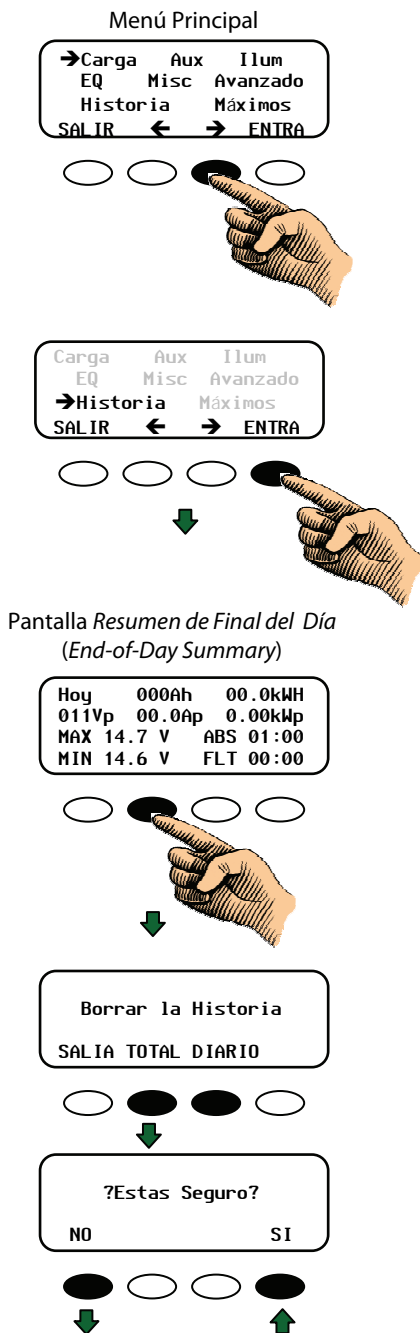 Menú Principal
➔Carga Aux Ilum
EQ Misc Avanzado
Historia Máximos
SALIR ← → ENTRA
Carga Aux Ilum
EQ Misc Avanzado
➔Historia Máximos
SALIR ← → ENTRA
Pantalla Resumen de Final del Día
(End-of-Day Summary)
Hoy 000Ah 00.0kWH
011Vp 00.0Ap 0.00kWp
MAX 14.7 V ABS 01:00
MIN 14.6 V FLT 00:00
Borrar la Historia
SALIA TOTAL DIARIO
?Estas Seguro?
NO SI